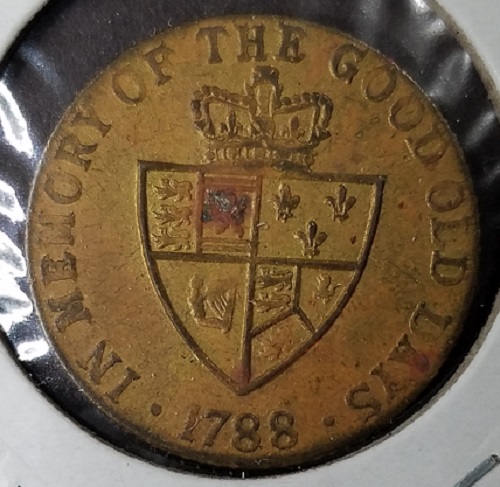 IN MEMORY OF THE GOOD OLD DAYS
· 1788 ·